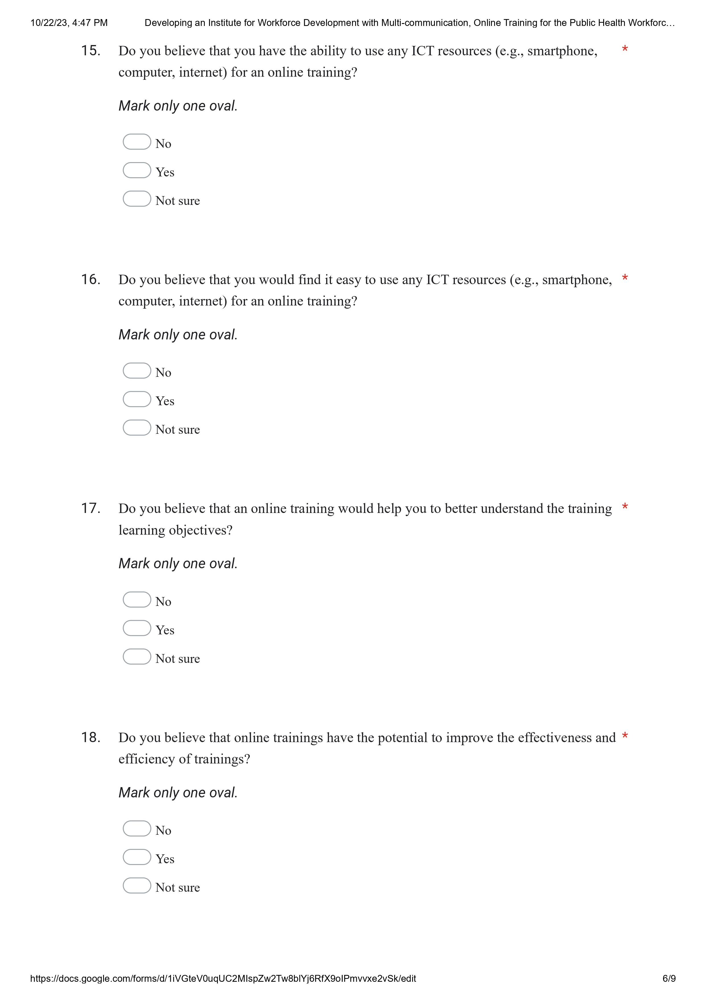 10/22/23, 4:47 PM Developing an Institute for Workforce Development with Multi-communication, Online Training for the Public Health Workforc...
15. Do you believe that you have the ability to use any ICT resources (e.g., smartphone, *
computer, internet) for an online training?
Mark only one oval.
No
Yes
Not sure
16. Do you believe that you would find it easy to use any ICT resources (e.g., smartphone, *
computer, internet) for an online training?
Mark only one oval.
No
Yes
Not sure
17. Do you believe that an online training would help you to better understand the training *
learning objectives?
Mark only one oval.
No
Yes
Not sure
18. Do you believe that online trainings have the potential to improve the effectiveness and *
efficiency of trainings?
Mark only one oval.
No
Yes
Not sure
https://docs.google.com/forms/d/1iVGteV0uqUC2MIspZw2Tw8bIYj6RfX9oIPmvvxe2vSk/edit 6/9